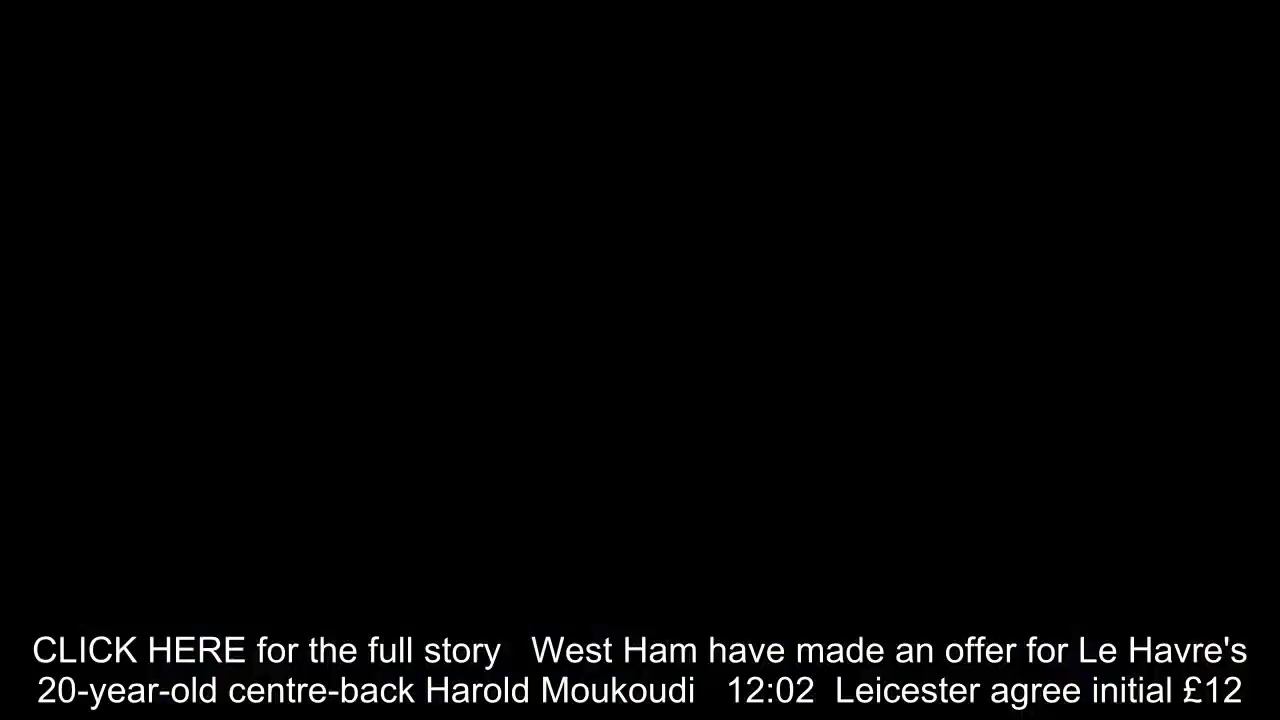 CLICK HERE for the full story   West Ham have made an offer for Le Havre's
20-year-old centre-back Harold Moukoudi   12:02  Leicester agree initial £12